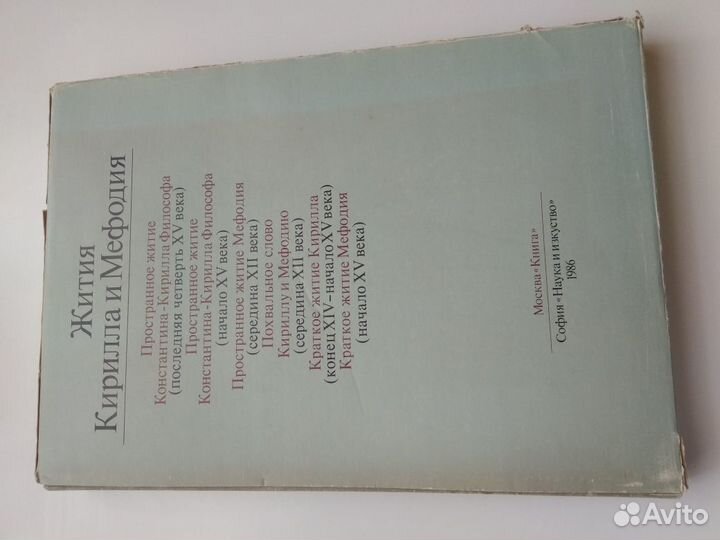 Жития
Кирилла и Мефодия
Пространное житие
Константина-Кирилла Философа
(последняя четверть XV века)
Пространное житие
Константина-Кирилла Философа
(начало XV века)
Пространное житие Мефодия
(середина XII века)
Похвальное слово
Кириллу и Мефодию
(середина XII века)
Краткое житие Кирилла
(конец XIV–начало XV века)
Краткое житие Мефодия
(начало XV века)
Москва «Книга»
София «Наука и изкуство»
1986
Avito